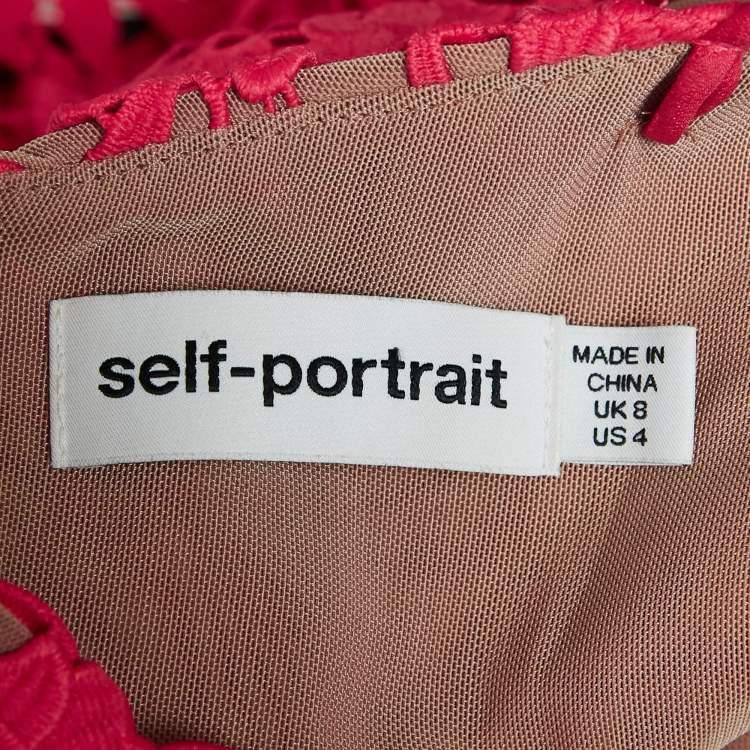 self-portrait
MADE IN
CHINA
UK 8
US 4